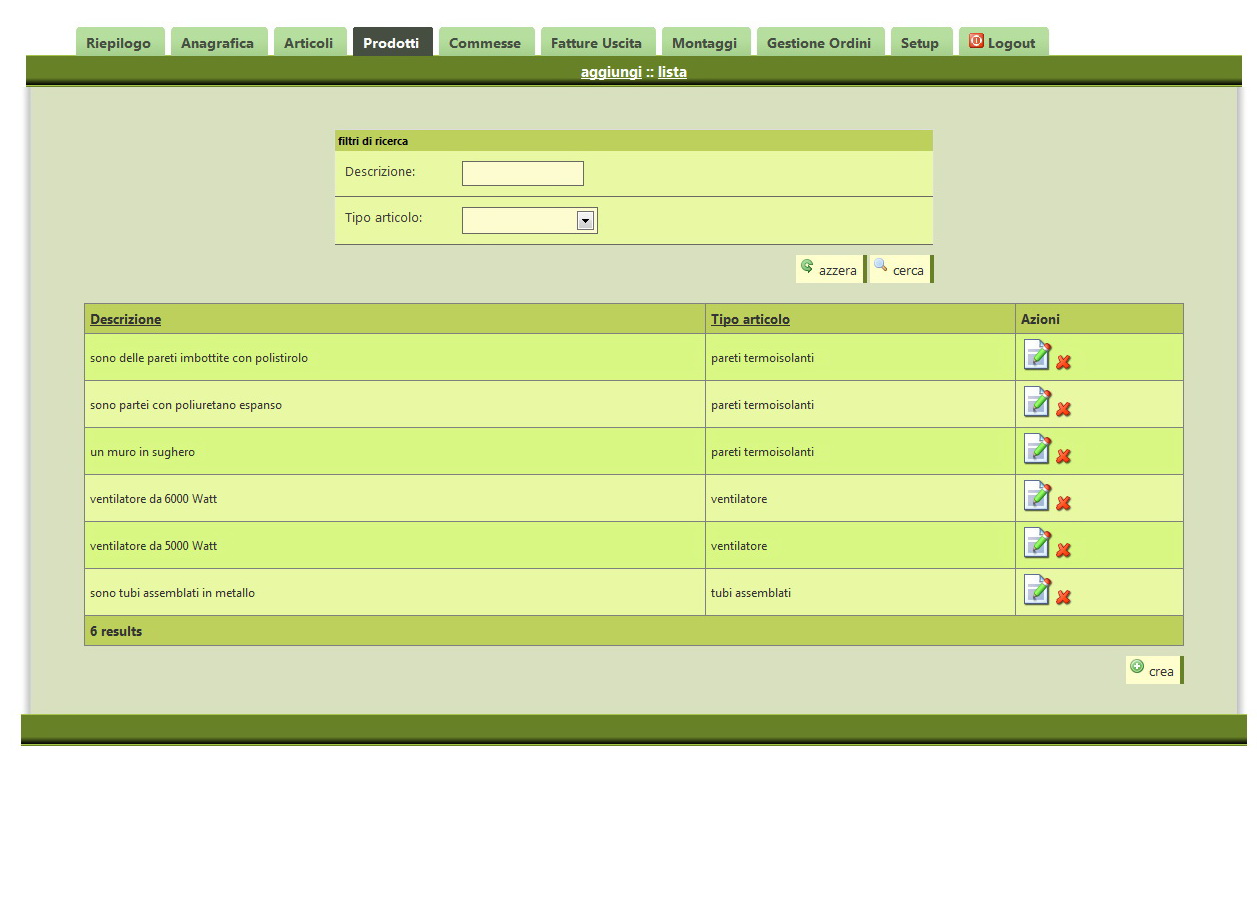 Riepilogo Anagrafica Articoli Prodotti Commesse Fatture Uscita Montaggi Gestione Ordini Setup Logout
aggiungi :: lista
filtri di ricerca
Descrizione:
Tipo articolo:
azzera cerca
Descrizione Tipo articolo Azioni
sono delle pareti imbottite con polistirolo pareti termoisolanti
sono partei con poliuretano espanso pareti termoisolanti
un muro in sughero pareti termoisolanti
ventilatore da 6000 Watt ventilatore
ventilatore da 5000 Watt ventilatore
sono tubi assemblati in metallo tubi assemblati
6 results
crea